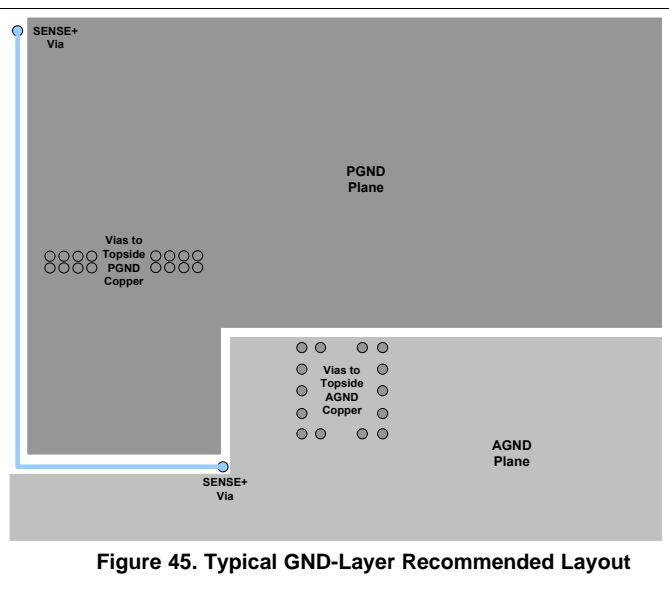 SENSE+
Via
PGND
Plane
Vias to
Topside
PGND
Copper
Vias to
Topside
AGND
Copper
AGND
Plane
SENSE+
Via
Figure 45. Typical GND-Layer Recommended Layout